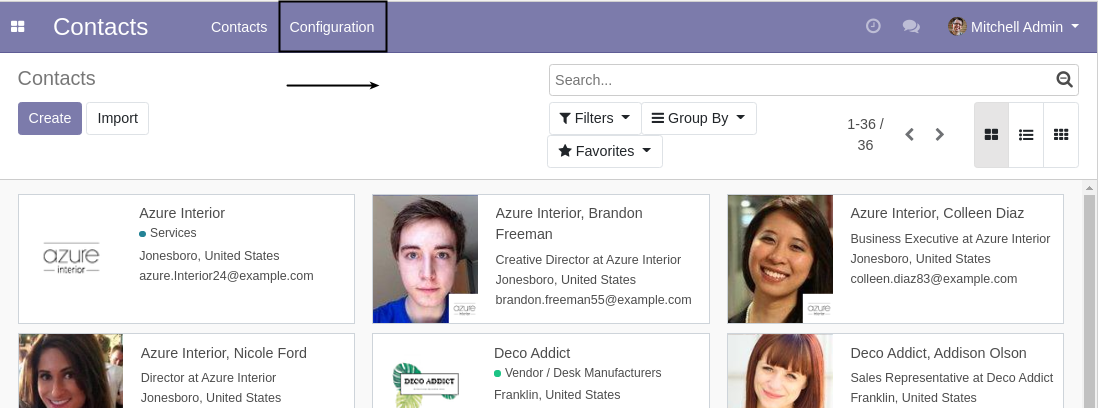 Contacts
Contacts
Configuration
Mitchell Admin
Contacts
Search...
Create
Import
Filters
Group By
Favorites
1-36 /
36
Azure Interior
Services
Jonesboro, United States
azure.Interior24@example.com
azure
interior
Azure Interior, Brandon
Freeman
Creative Director at Azure Interior
Jonesboro, United States
brandon.freeman55@example.com
azure
interior
Azure Interior, Colleen Diaz
Business Executive at Azure Interior
Jonesboro, United States
colleen.diaz83@example.com
azure
interior
Azure Interior, Nicole Ford
Director at Azure Interior
Jonesboro, United States
Deco Addict
Vendor / Desk Manufacturers
Franklin, United States
DECO ADDICT
Deco Addict, Addison Olson
Sales Representative at Deco Addict
Franklin, United States